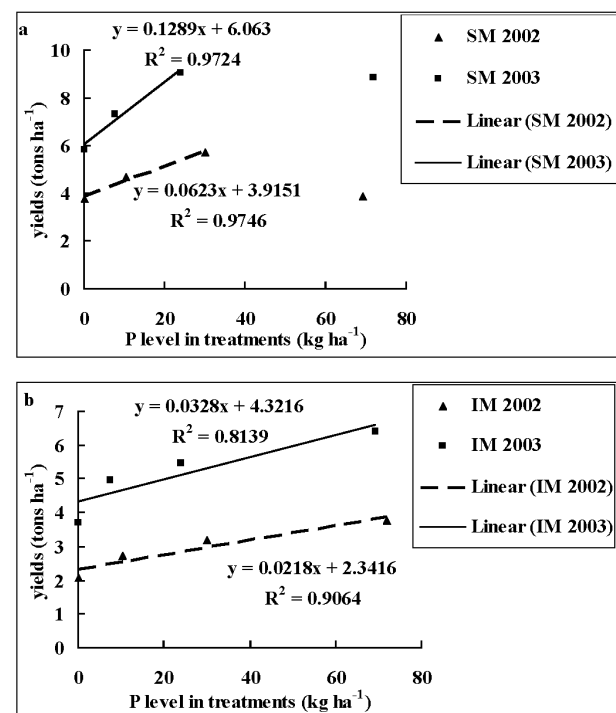 a
y = 0.1289x + 6.063
R² = 0.9724
10
8
6
4
2
0
yields (tons ha⁻¹)
y = 0.0623x + 3.9151
R² = 0.9746
0 20 40 60 80
P level in treatments (kg ha⁻¹)
SM 2002
SM 2003
Linear (SM 2002)
Linear (SM 2003)
b
y = 0.0328x + 4.3216
R² = 0.8139
7
6
5
4
3
2
1
0
yields (tons ha⁻¹)
y = 0.0218x + 2.3416
R² = 0.9064
0 20 40 60 80
P level in treatments (kg ha⁻¹)
IM 2002
IM 2003
Linear (IM 2002)
Linear (IM 2003)